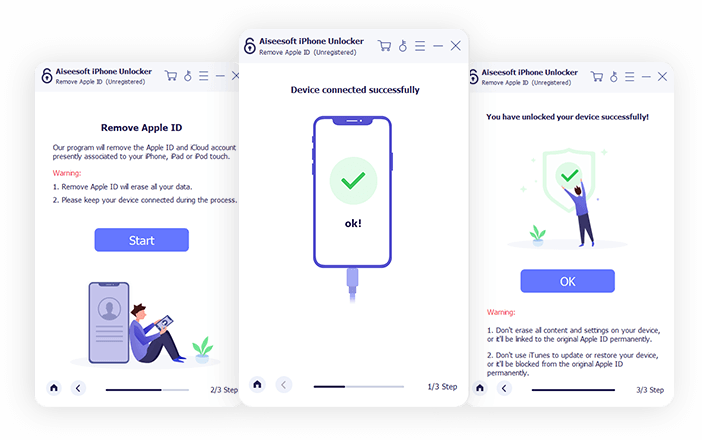 Aiseesoft iPhone Unlocker
Remove Apple ID (Unregistered)
Remove Apple ID
Our program will remove the Apple ID and iCloud account
presently associated to your iPhone, iPad or iPod touch.
Warning:
1. Remove Apple ID will erase all your data.
2. Please keep your device connected during the process.
Start
2/3 Step
Aiseesoft iPhone Unlocker
Remove Apple ID (Unregistered)
Device connected successfully
ok!
1/3 Step
Aiseesoft iPhone Unlocker
Remove Apple ID (Unregistered)
You have unlocked your device successfully!
OK
Warning:
1. Don't erase all content and settings on your device,
or it'll be linked to the orignal Apple ID permanently.
2. Don't use iTunes to update or restore your device,
or it'll be blocked from the orignal Apple ID
permanently.
3/3 Step